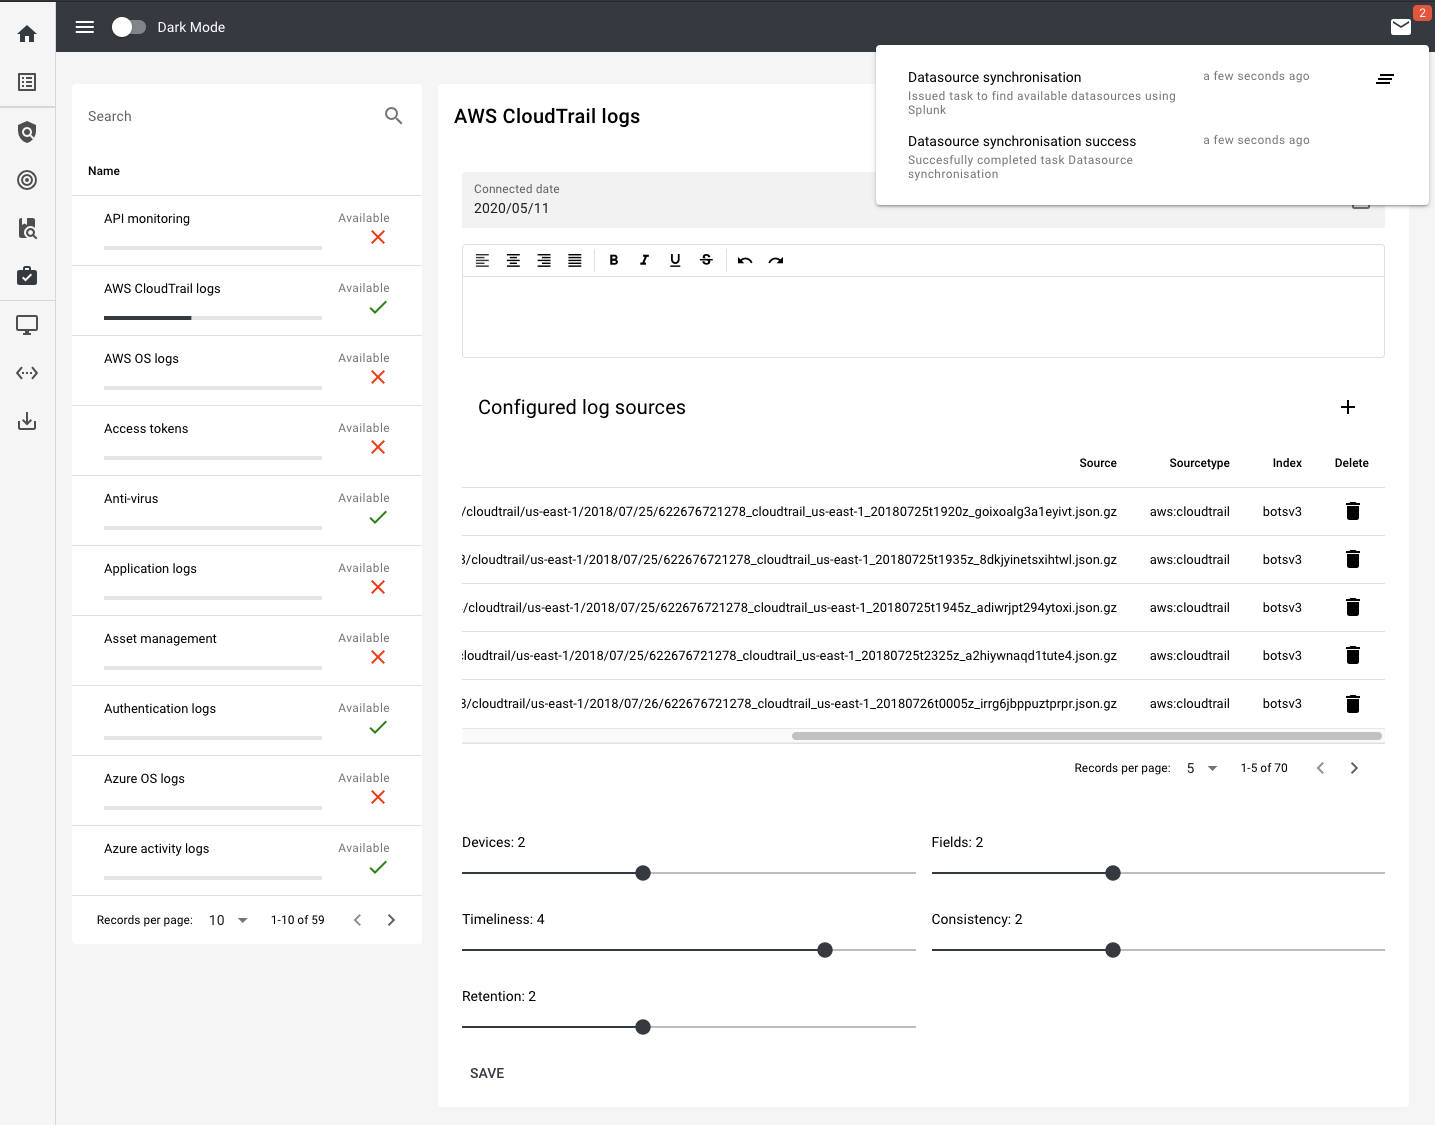 Dark Mode
2
Search
Name
API monitoring
Available
AWS CloudTrail logs
Available
AWS OS logs
Available
Access tokens
Available
Anti-virus
Available
Application logs
Available
Asset management
Available
Authentication logs
Available
Azure OS logs
Available
Azure activity logs
Available
Records per page: 10 1-10 of 59
AWS CloudTrail logs
Datasource synchronisation
a few seconds ago
Issued task to find available datasources using
Splunk
Datasource synchronisation success
a few seconds ago
Succesfully completed task Datasource
synchronisation
Connected date
2020/05/11
B I U S
Configured log sources
Source Sourcetype Index Delete
/cloudtrail/us-east-1/2018/07/25/622676721278_cloudtrail_us-east-1_20180725t1920z_goixoalg3a1eyivt.json.gz aws:cloudtrail botsv3
/cloudtrail/us-east-1/2018/07/25/622676721278_cloudtrail_us-east-1_20180725t1935z_8dkjyinetsxihtwl.json.gz aws:cloudtrail botsv3
/cloudtrail/us-east-1/2018/07/25/622676721278_cloudtrail_us-east-1_20180725t1945z_adiwrjpt294ytoxi.json.gz aws:cloudtrail botsv3
loudtrail/us-east-1/2018/07/25/622676721278_cloudtrail_us-east-1_20180725t2325z_a2hiywnaqd1tute4.json.gz aws:cloudtrail botsv3
/cloudtrail/us-east-1/2018/07/26/622676721278_cloudtrail_us-east-1_20180726t0005z_irrg6jbppuztprpr.json.gz aws:cloudtrail botsv3
Records per page: 5 1-5 of 70
Devices: 2
Fields: 2
Timeliness: 4
Consistency: 2
Retention: 2
SAVE